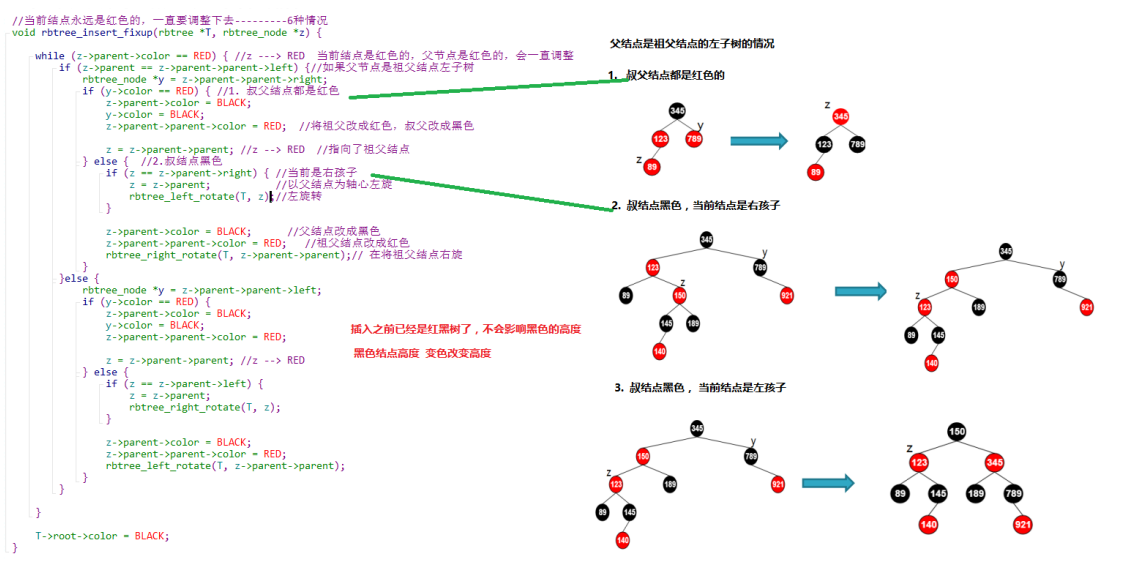 //当前结点永远是红色的，一直要调整下去---------6种情况
void rbtree_insert_fixup(rbtree *T, rbtree_node *z) {
while (z->parent->color == RED) { //z ---> RED 当前结点是红色的，父节点是红色的，会一直调整
if (z->parent == z->parent->parent->left) {//如果父节点是祖父结点左子树
rbtree_node *y = z->parent->parent->right;
if (y->color == RED) { //1. 叔父结点都是红色
z->parent->color = BLACK;
y->color = BLACK;
z->parent->parent->color = RED; //将祖父改成红色，叔父改成黑色
z = z->parent->parent; //z --> RED //指向了祖父结点
} else { //2.叔结点黑色
if (z == z->parent->right) { //当前是右孩子
z = z->parent; //以父结点为轴心左旋
rbtree_left_rotate(T, z);//左旋转
}
z->parent->color = BLACK; //父结点改成黑色
z->parent->parent->color = RED; //祖父结点改成红色
rbtree_right_rotate(T, z->parent->parent);// 在将祖父结点右旋
}
}else {
rbtree_node *y = z->parent->parent->left;
if (y->color == RED) {
z->parent->color = BLACK;
y->color = BLACK;
z->parent->parent->color = RED;
z = z->parent->parent; //z --> RED
} else {
if (z == z->parent->left) {
z = z->parent;
rbtree_right_rotate(T, z);
}
z->parent->color = BLACK;
z->parent->parent->color = RED;
rbtree_left_rotate(T, z->parent->parent);
}
}
}
T->root->color = BLACK;
}
插入之前已经是红黑树了，不会影响黑色的高度
黑色结点高度 变色改变高度
父结点是祖父结点的左子树的情况
1. 叔父结点都是红色的
345
y
123 789
z
89
z
345
123 789
89
2. 叔结点黑色，当前结点是右孩子
345
y
123 789
z
89 150 921
145 189
140
345
y
150 789
z
123 189 921
89 145
140
3. 叔结点黑色，当前结点是左孩子
345
y
150 789
z
123 189 921
89 145
140
150
z
123 345
89 145 189 789
140 921